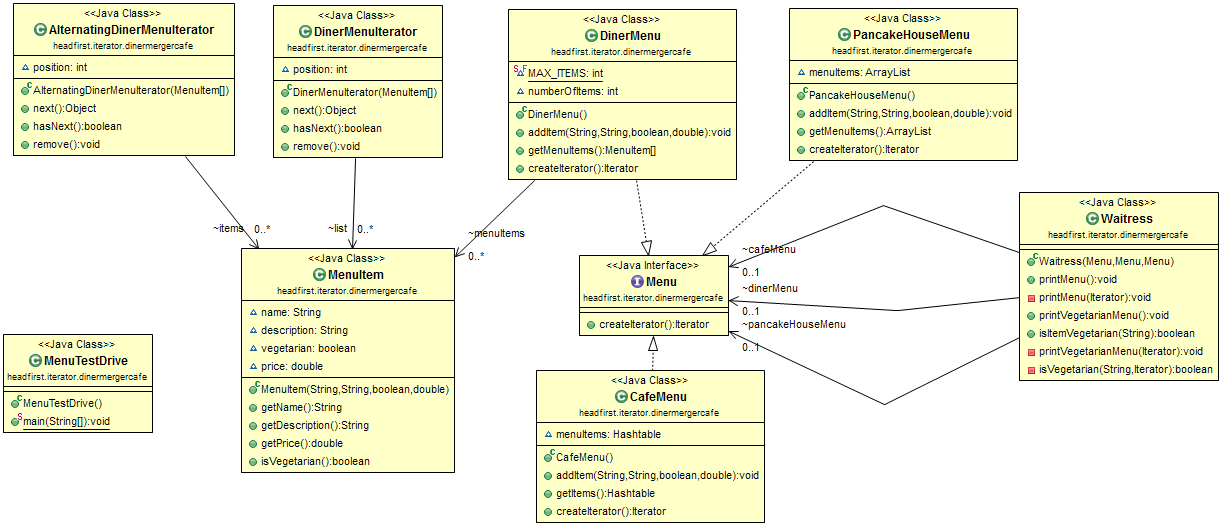 <<Java Class>>
AlternatingDinerMenuIterator
headfirst.iterator.dinermergercafe
position: int
AlternatingDinerMenuIterator(MenuItem[])
next():Object
hasNext():boolean
remove():void
<<Java Class>>
DinerMenuIterator
headfirst.iterator.dinermergercafe
position: int
DinerMenuIterator(MenuItem[])
next():Object
hasNext():boolean
remove():void
<<Java Class>>
DinerMenu
headfirst.iterator.dinermergercafe
MAX_ITEMS: int
numberOfItems: int
DinerMenu()
addItem(String,String,boolean,double):void
getMenuItems():MenuItem[]
createIterator():Iterator
<<Java Class>>
PancakeHouseMenu
headfirst.iterator.dinermergercafe
menuItems: ArrayList
PancakeHouseMenu()
addItem(String,String,boolean,double):void
getMenuItems():ArrayList
createIterator():Iterator
~items 0..*
~list 0..*
~menuItems
0..*
<<Java Class>>
MenuItem
headfirst.iterator.dinermergercafe
name: String
description: String
vegetarian: boolean
price: double
MenuItem(String,String,boolean,double)
getName():String
getDescription():String
getPrice():double
isVegetarian():boolean
<<Java Interface>>
Menu
headfirst.iterator.dinermergercafe
createIterator():Iterator
~cafeMenu
0..1
~dinerMenu
0..1
~pancakeHouseMenu
0..1
<<Java Class>>
Waitress
headfirst.iterator.dinermergercafe
Waitress(Menu,Menu,Menu)
printMenu():void
printMenu(Iterator):void
printVegetarianMenu():void
isItemVegetarian(String):boolean
printVegetarianMenu(Iterator):void
isVegetarian(String,Iterator):boolean
<<Java Class>>
MenuTestDrive
headfirst.iterator.dinermergercafe
MenuTestDrive()
main(String[]):void
<<Java Class>>
CafeMenu
headfirst.iterator.dinermergercafe
menuItems: Hashtable
CafeMenu()
addItem(String,String,boolean,double):void
getItems():Hashtable
createIterator():Iterator